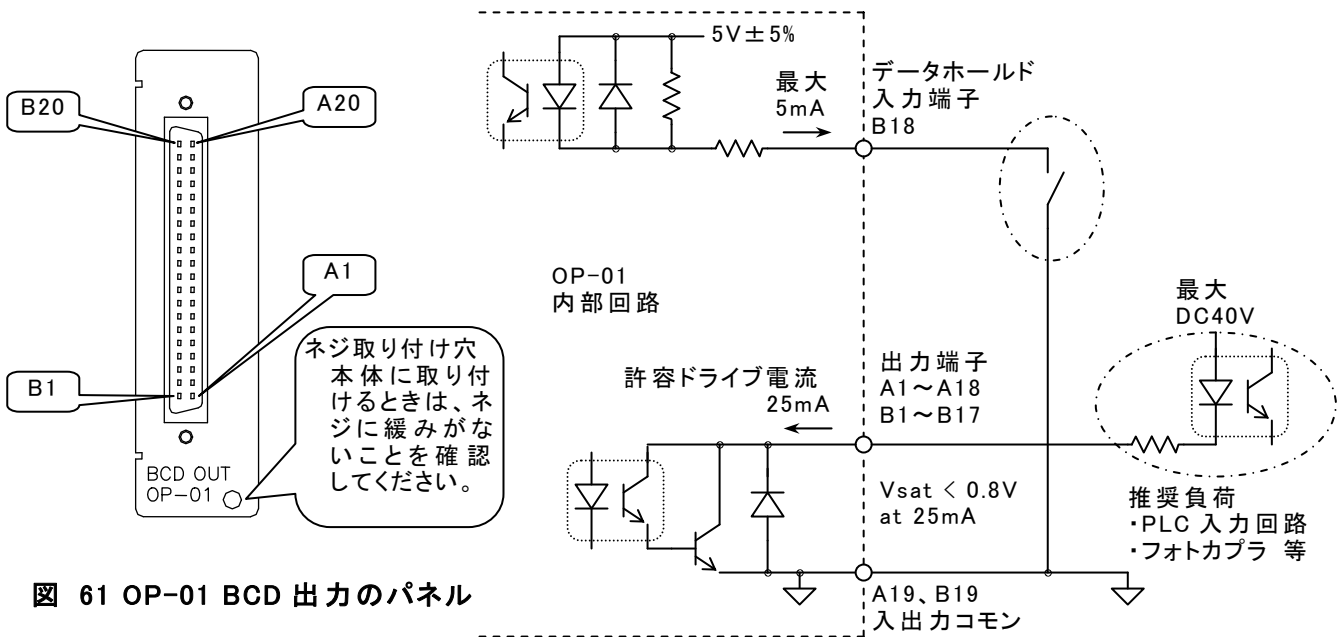 B20
A20
A1
B1
ネジ取り付け穴
本体に取り付
けるときは、ネ
ジに緩みがな
いことを確認
してください。
BCD OUT
OP-01
図 61 OP-01 BCD 出力のパネル
5V±5%
最大
5mA
データホールド
入力端子
B18
OP-01
内部回路
許容ドライブ電流
25mA
出力端子
A1～A18
B1～B17
最大
DC40V
Vsat < 0.8V
at 25mA
推奨負荷
・PLC 入力回路
・フォトカプラ 等
A19、B19
入出力コモン